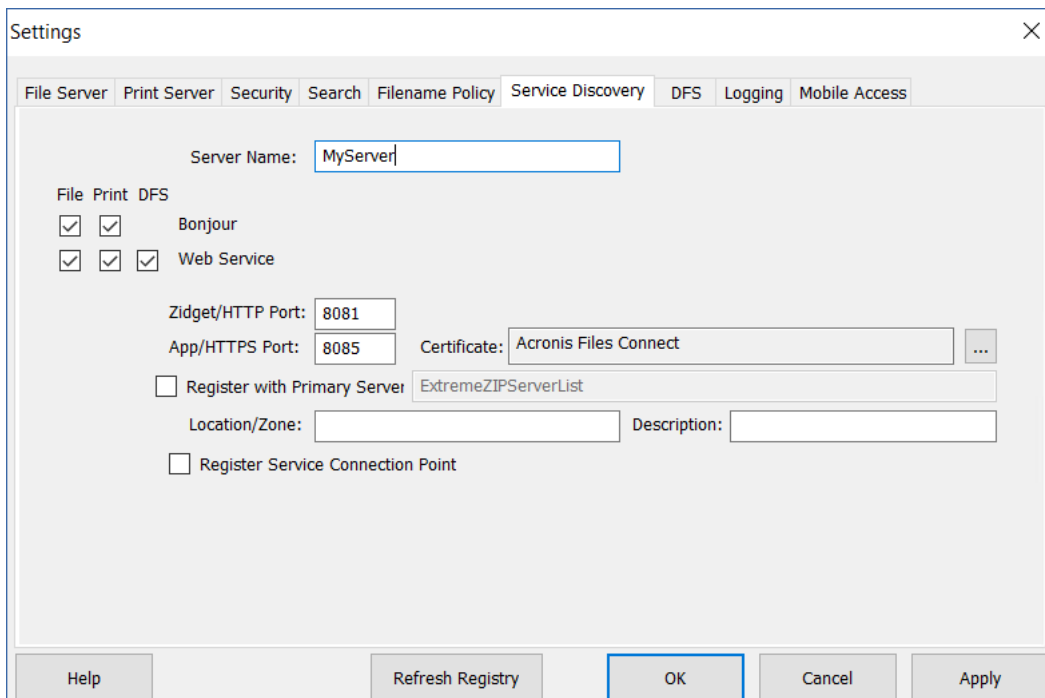 Settings
File Server Print Server Security Search Filename Policy Service Discovery DFS Logging Mobile Access
Server Name: MyServer
File Print DFS
Bonjour
Web Service
Zidget/HTTP Port: 8081
App/HTTPS Port: 8085 Certificate: Acronis Files Connect ...
Register with Primary Server ExtremeZIPServerList
Location/Zone: Description:
Register Service Connection Point
Help Refresh Registry OK Cancel Apply